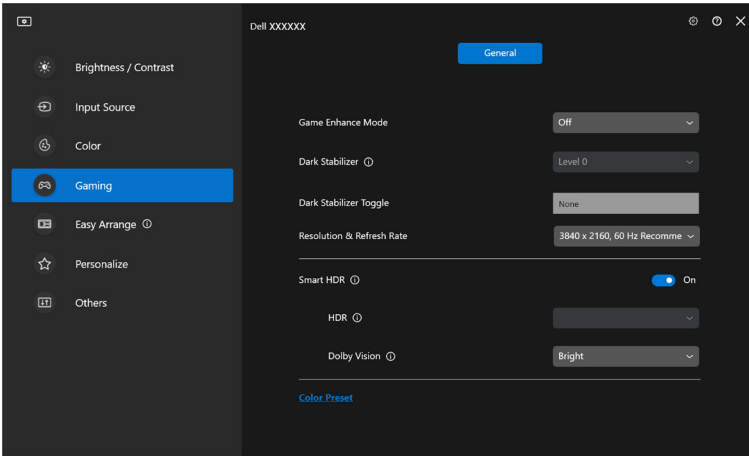 Dell XXXXXX
General
Brightness / Contrast
Input Source
Color
Gaming
Easy Arrange
Personalize
Others
Game Enhance Mode
Off
Dark Stabilizer
Level 0
Dark Stabilizer Toggle
None
Resolution & Refresh Rate
3840 x 2160, 60 Hz Recomme
Smart HDR
On
HDR
Dolby Vision
Bright
Color Preset